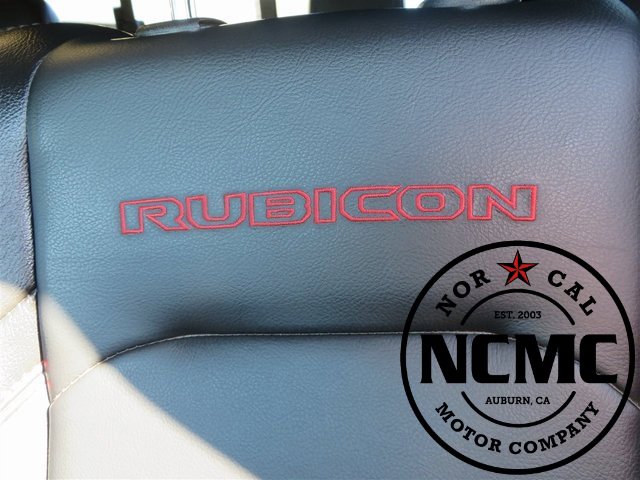 RUBICON
NOR CAL
EST. 2003
NCMC
AUBURN, CA
MOTOR COMPANY